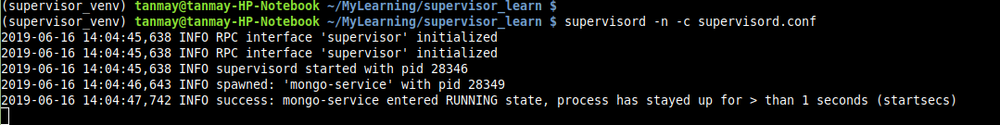 (supervisor_venv) tanmay@tanmay-HP-Notebook ~/MyLearning/supervisor_learn $
(supervisor_venv) tanmay@tanmay-HP-Notebook ~/MyLearning/supervisor_learn $ supervisord -n -c supervisord.conf
2019-06-16 14:04:45,638 INFO RPC interface 'supervisor' initialized
2019-06-16 14:04:45,638 INFO RPC interface 'supervisor' initialized
2019-06-16 14:04:45,638 INFO supervisord started with pid 28346
2019-06-16 14:04:46,643 INFO spawned: 'mongo-service' with pid 28349
2019-06-16 14:04:47,742 INFO success: mongo-service entered RUNNING state, process has stayed up for > than 1 seconds (startsecs)